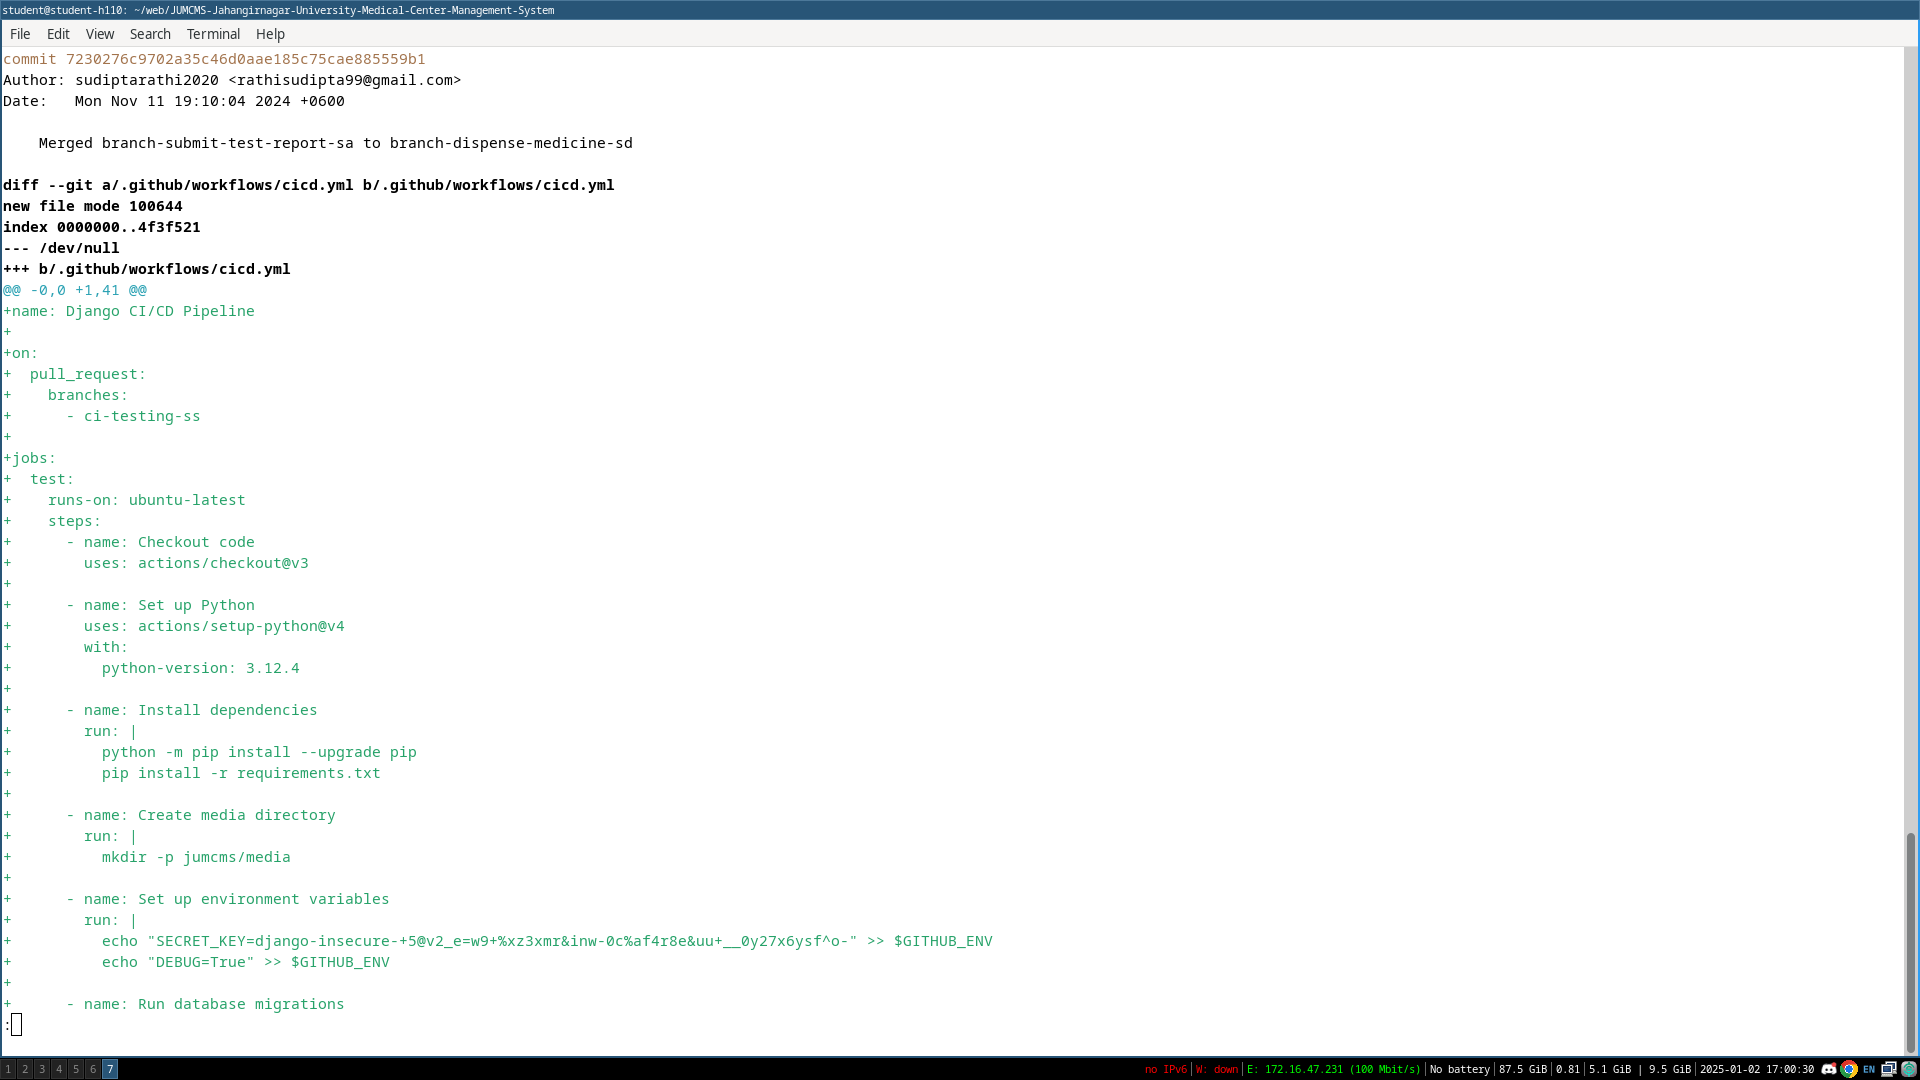 student@student-h110: ~/web/JUMCMS-Jahangirnagar-University-Medical-Center-Management-System
File Edit View Search Terminal Help
commit 7230276c9702a35c46d0aae185c75cae885559b1
Author: sudiptarathi2020 <rathisudipta99@gmail.com>
Date:   Mon Nov 11 19:10:04 2024 +0600

    Merged branch-submit-test-report-sa to branch-dispense-medicine-sd

diff --git a/.github/workflows/cicd.yml b/.github/workflows/cicd.yml
new file mode 100644
index 0000000..4f3f521
--- /dev/null
+++ b/.github/workflows/cicd.yml
@@ -0,0 +1,41 @@
+name: Django CI/CD Pipeline
+
+on:
+  pull_request:
+    branches:
+      - ci-testing-ss
+
+jobs:
+  test:
+    runs-on: ubuntu-latest
+    steps:
+      - name: Checkout code
+        uses: actions/checkout@v3
+
+      - name: Set up Python
+        uses: actions/setup-python@v4
+        with:
+          python-version: 3.12.4
+
+      - name: Install dependencies
+        run: |
+          python -m pip install --upgrade pip
+          pip install -r requirements.txt
+
+      - name: Create media directory
+        run: |
+          mkdir -p jumcms/media
+
+      - name: Set up environment variables
+        run: |
+          echo "SECRET_KEY=django-insecure-+5@v2_e=w9+%xz3xmr&inw-0c%af4r8e&uu+__0y27x6ysf^o-" >> $GITHUB_ENV
+          echo "DEBUG=True" >> $GITHUB_ENV
+
+      - name: Run database migrations
:
1 2 3 4 5 6 7 no IPv6 | W: down | E: 172.16.47.231 (100 Mbit/s) | No battery | 87.5 GiB | 0.81 | 5.1 GiB | 9.5 GiB | 2025-01-02 17:00:30 EN